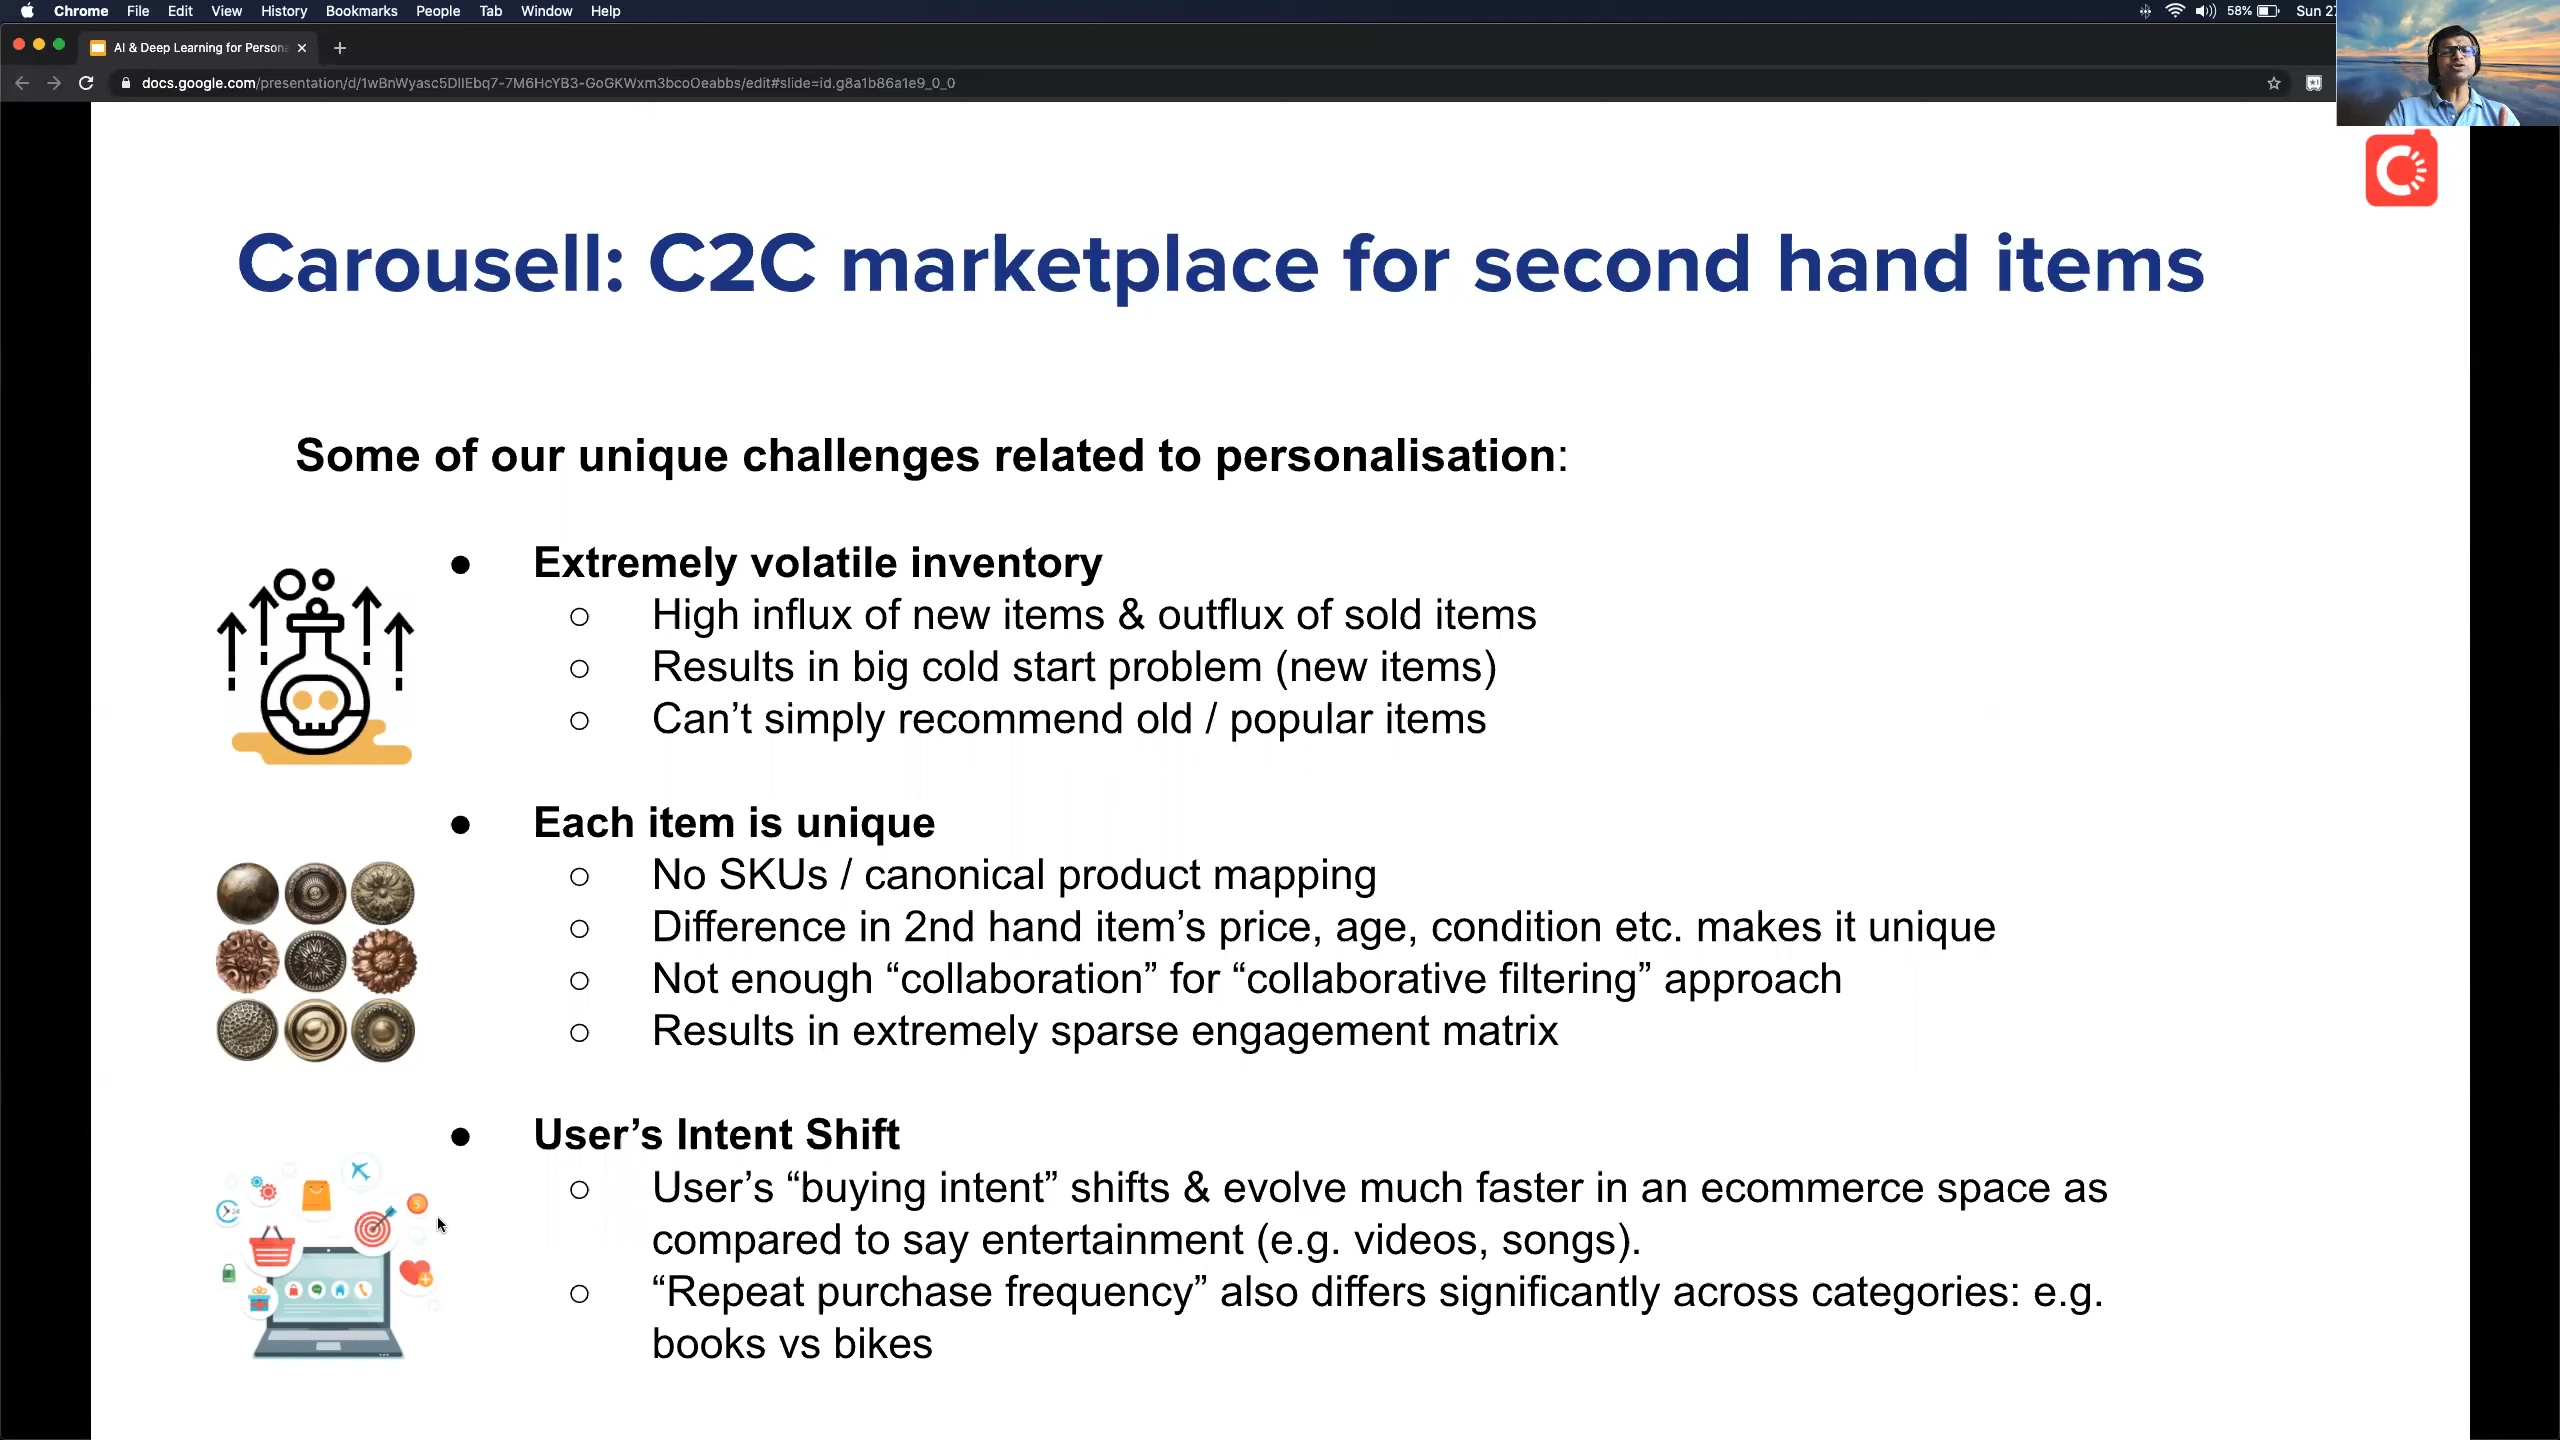 Chrome File Edit View History Bookmarks People Tab Window Help 58% Sun 27
AI & Deep Learning for Persona
docs.google.com/presentation/d/1wBnWyasc5DlIEbq7-7M6HcYB3-GoGKWxm3bcoOeabbs/edit#slide=id.g8a1b86a1e9_0_0
Carousell: C2C marketplace for second hand items
Some of our unique challenges related to personalisation:
● Extremely volatile inventory
○ High influx of new items & outflux of sold items
○ Results in big cold start problem (new items)
○ Can’t simply recommend old / popular items
● Each item is unique
○ No SKUs / canonical product mapping
○ Difference in 2nd hand item’s price, age, condition etc. makes it unique
○ Not enough “collaboration” for “collaborative filtering” approach
○ Results in extremely sparse engagement matrix
● User’s Intent Shift
○ User’s “buying intent” shifts & evolve much faster in an ecommerce space as
compared to say entertainment (e.g. videos, songs).
○ “Repeat purchase frequency” also differs significantly across categories: e.g.
books vs bikes